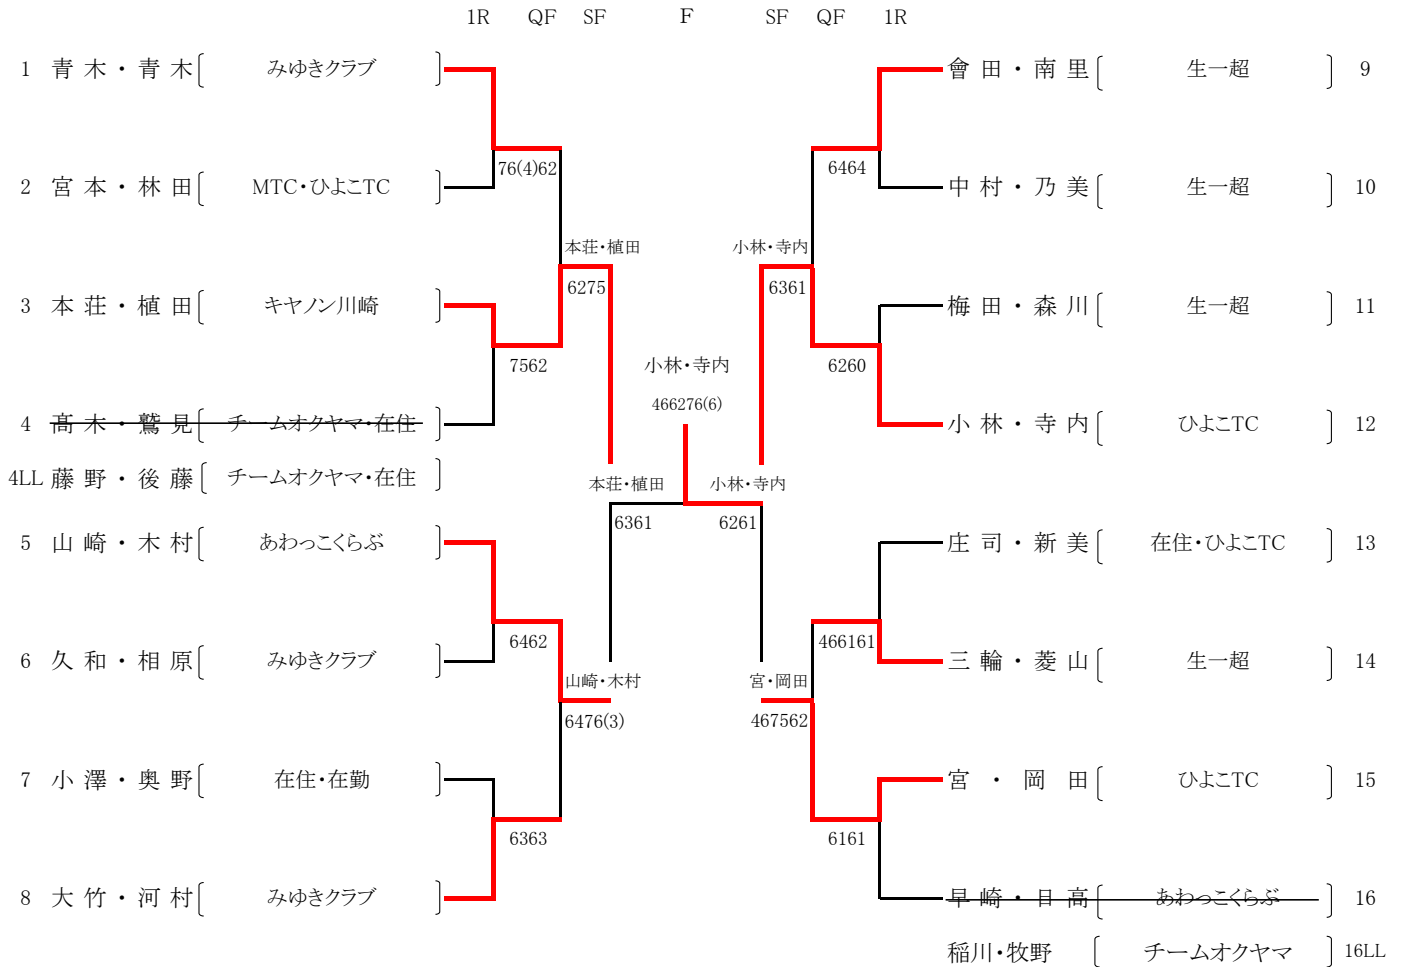 1R QF SF F SF QF 1R
1 青木・青木 みゆきクラブ 會田・南里 生一超 9
76(4)62 6464
2 宮本・林田 MTC・ひよこTC 中村・乃美 生一超 10
本荘・植田 小林・寺内
6275 6361
3 本荘・植田 キヤノン川崎 梅田・森川 生一超 11
7562 小林・寺内 6260
466276(6)
4 髙木・鷲見 チームオクヤマ・在住 小林・寺内 ひよこTC 12
4LL 藤野・後藤 チームオクヤマ・在住
本荘・植田 小林・寺内
6361 6261
5 山崎・木村 あわっこくらぶ 庄司・新美 在住・ひよこTC 13
6462 466161
6 久和・相原 みゆきクラブ 三輪・菱山 生一超 14
山崎・木村 宮・岡田
6476(3) 467562
7 小澤・奥野 在住・在勤 宮・岡田 ひよこTC 15
6363 6161
8 大竹・河村 みゆきクラブ 早崎・日高 あわっこくらぶ 16
稲川・牧野 チームオクヤマ 16LL